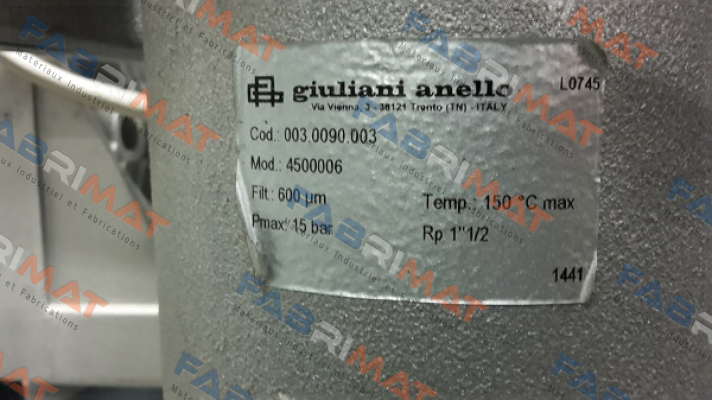 giuliani anello
L0745
Via Vienna, 3 - 38121 Trento (TN) - ITALY
Cod.: 003.0090.003
Mod.: 4500006
Filt.: 600 µm
Temp.: 150 °C max
Pmax: 15 bar
Rp 1"1/2
1441
FABRIMAT
Materiaux Industriel et Fabrications